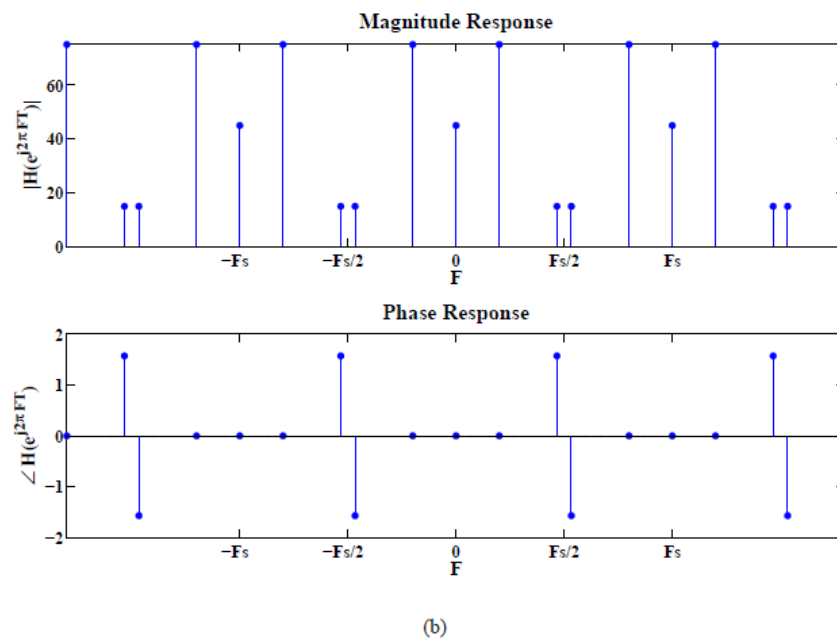 Magnitude Response
|H(e^{j2πFT})|
60
40
20
0
−Fs −Fs/2 0 Fs/2 Fs
F
Phase Response
∠ H(e^{j2πFT})
2
1
0
−1
−2
−Fs −Fs/2 0 Fs/2 Fs
F
(b)